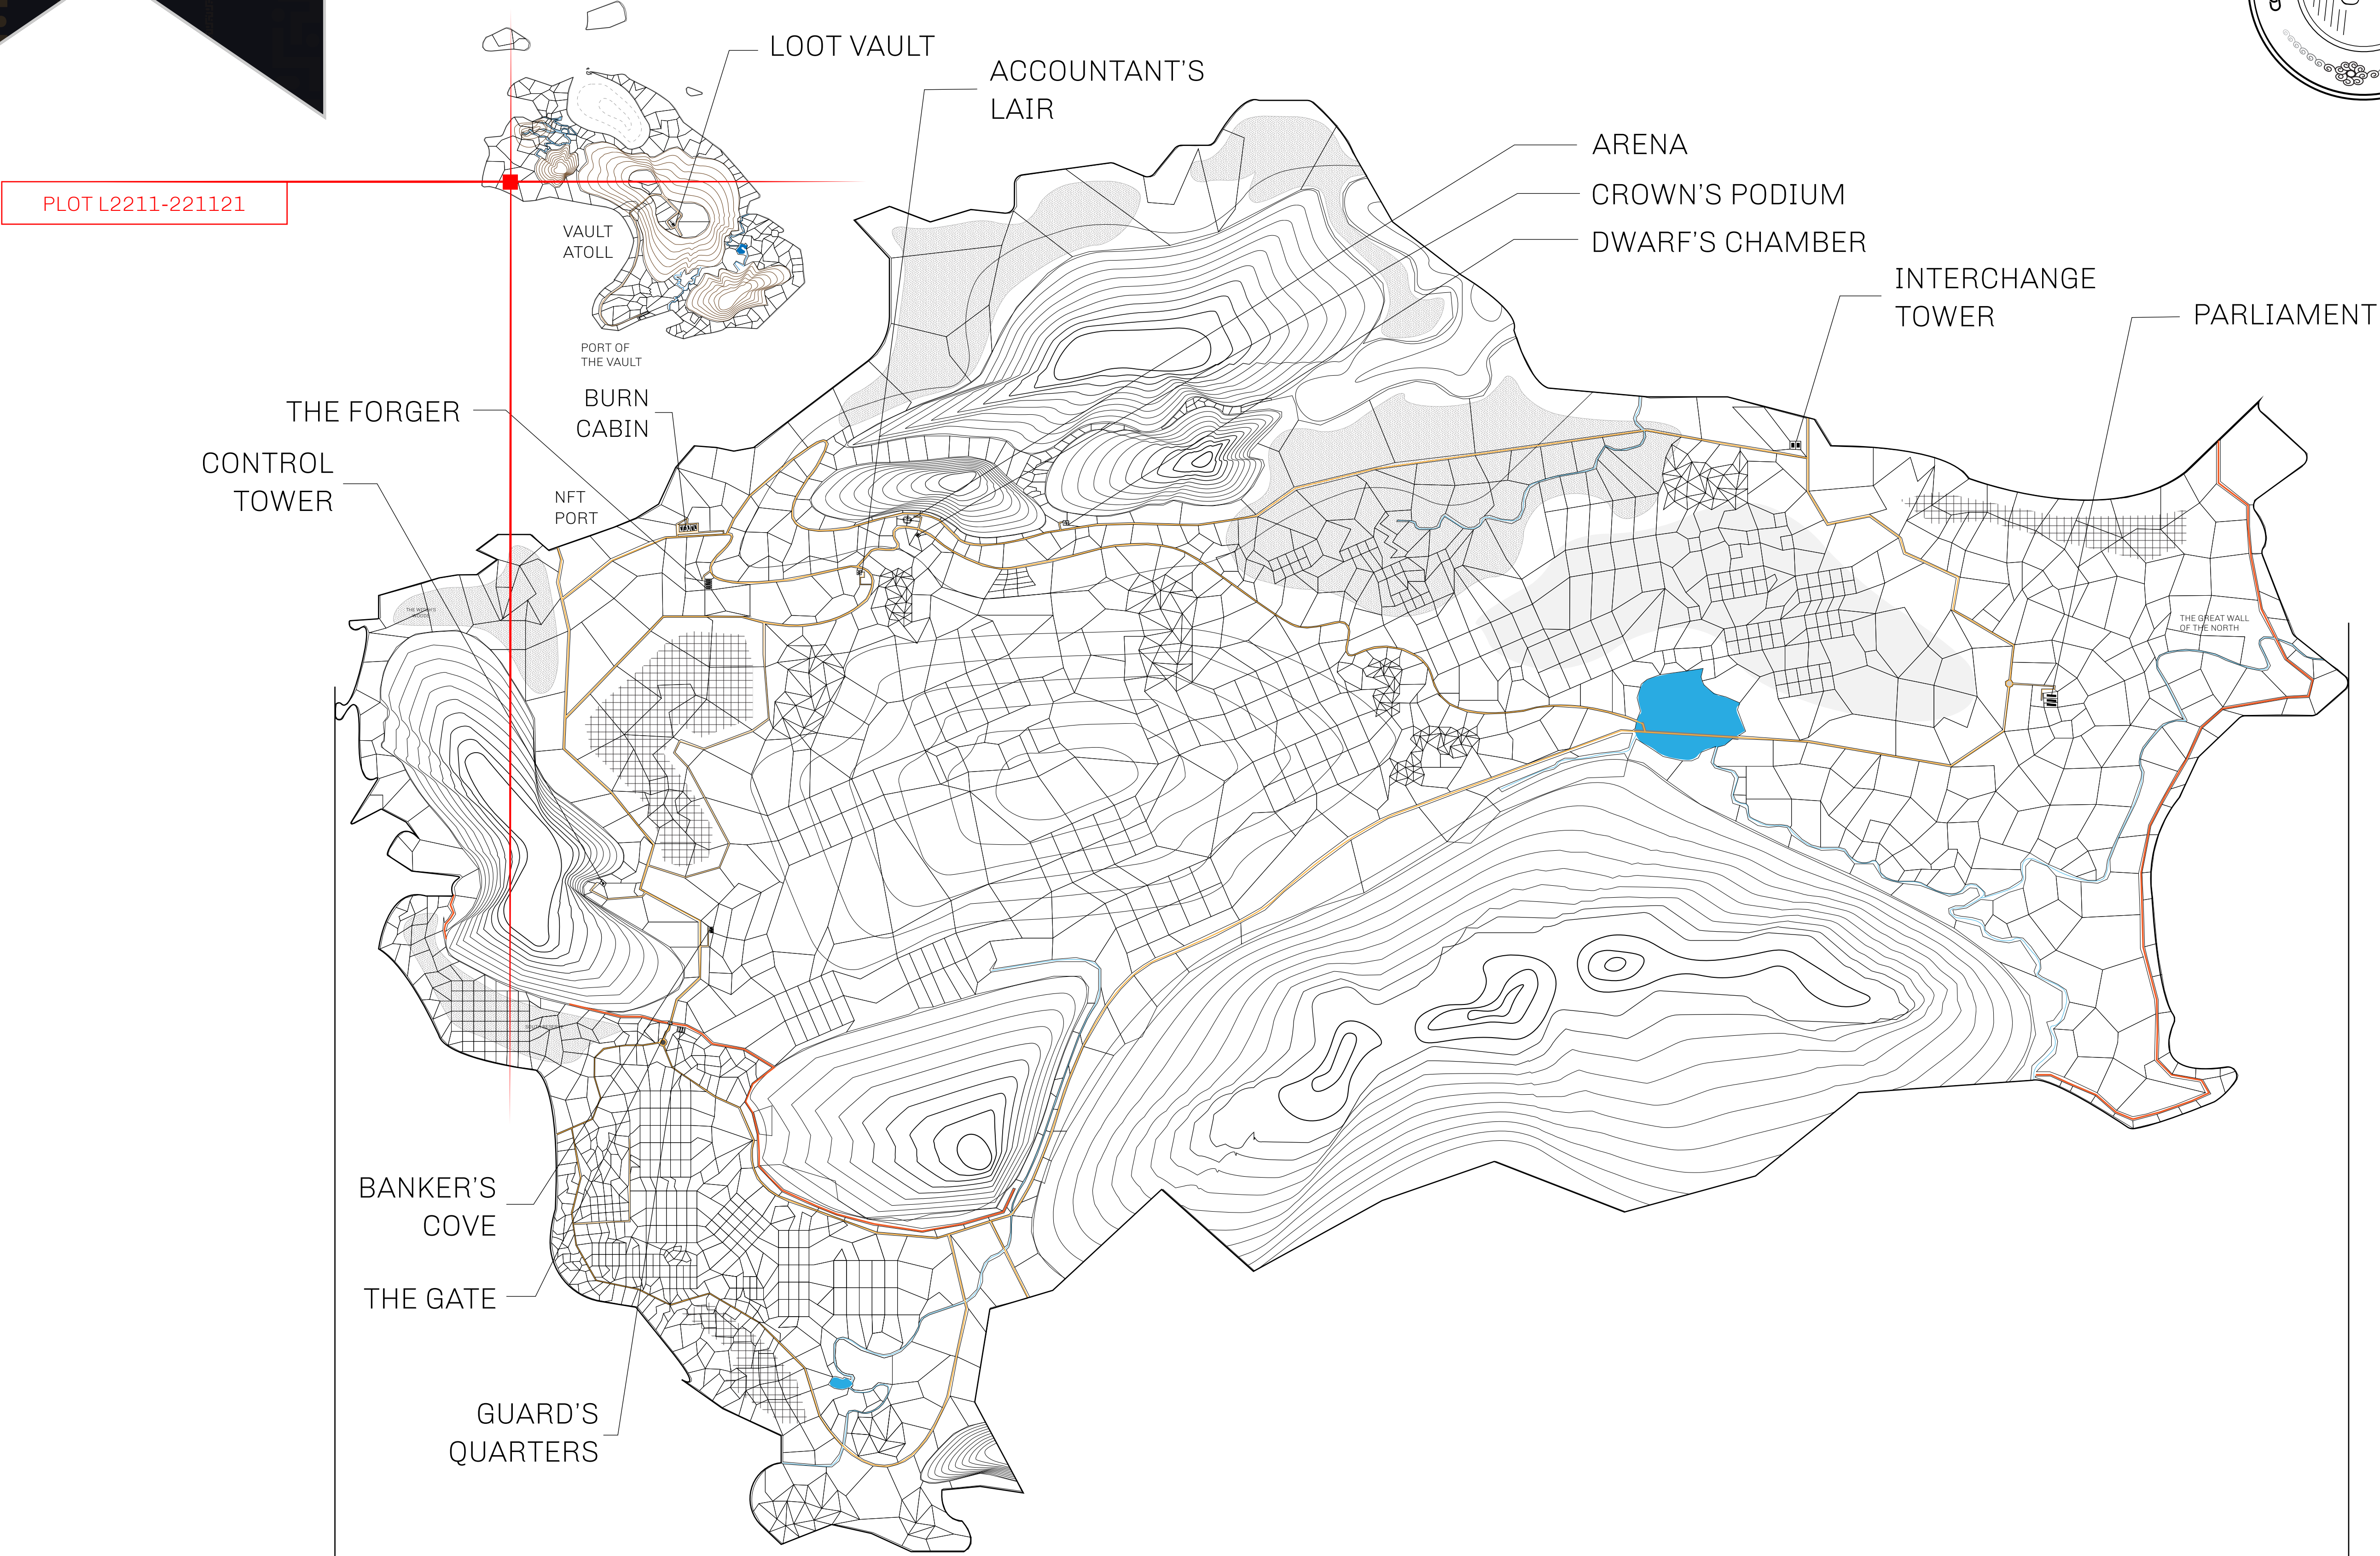 LOOT VAULT
ACCOUNTANT'S
LAIR
ARENA
CROWN'S PODIUM
DWARF'S CHAMBER
INTERCHANGE
TOWER
PARLIAMENT
PLOT L2211-221121
VAULT
ATOLL
PORT OF
THE VAULT
BURN
CABIN
THE FORGER
CONTROL
TOWER
NFT
PORT
THE GREAT WALL
OF THE NORTH
BANKER'S
COVE
THE GATE
GUARD'S
QUARTERS